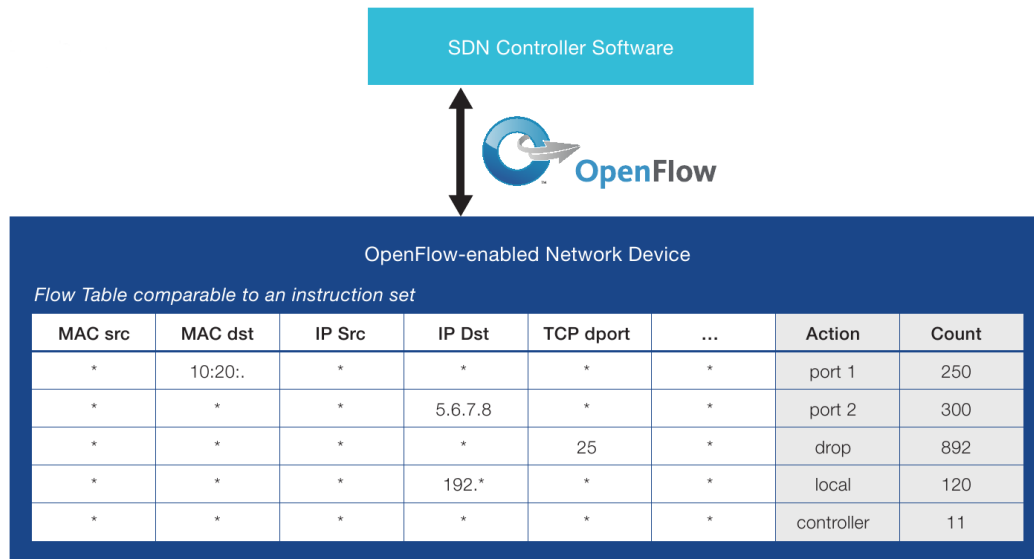 SDN Controller Software
OpenFlow
™
OpenFlow-enabled Network Device
Flow Table comparable to an instruction set
MAC src MAC dst IP Src IP Dst TCP dport ... Action Count
* 10:20:. * * * * port 1 250
* * * 5.6.7.8 * * port 2 300
* * * * 25 * drop 892
* * * 192.* * * local 120
* * * * * * controller 11